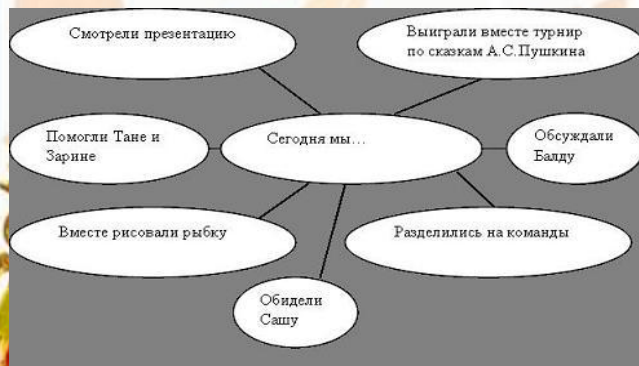 Смотрели презентацию
Выиграли вместе турнир
по сказкам А.С.Пушкина
Помогли Тане и
Зарине
Сегодня мы...
Обсуждали
Балду
Вместе рисовали рыбку
Разделились на команды
Обидели
Сашу